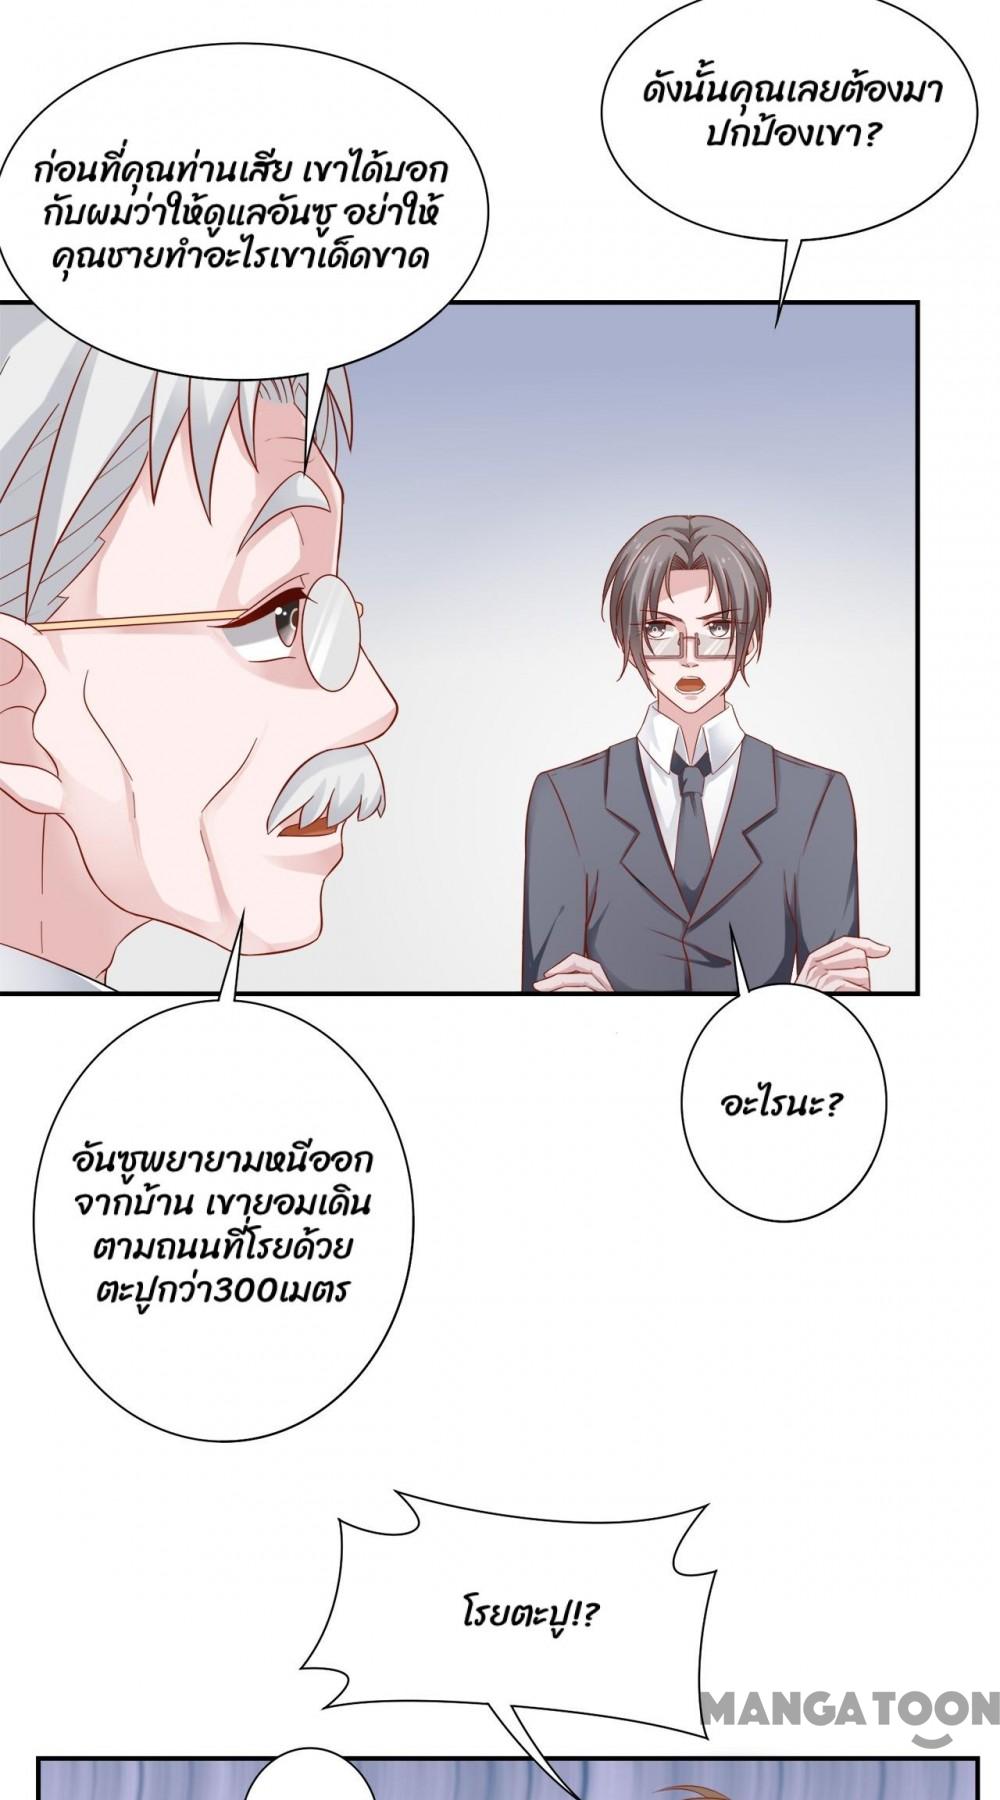 ก่อนที่คุณท่านเสีย เขาได้บอก
กับผมว่าให้ดูแลอันซู อย่าให้
คุณชายทำอะไรเขาเด็ดขาด
ดังนั้นคุณเลยต้องมา
ปกป้องเขา?
อะไรนะ?
อันซูพยายามหนีออก
จากบ้าน เขายอมเดิน
ตามถนนที่โรยด้วย
ตะปูกว่า300เมตร
โรยตะปู!?
MANGATOON